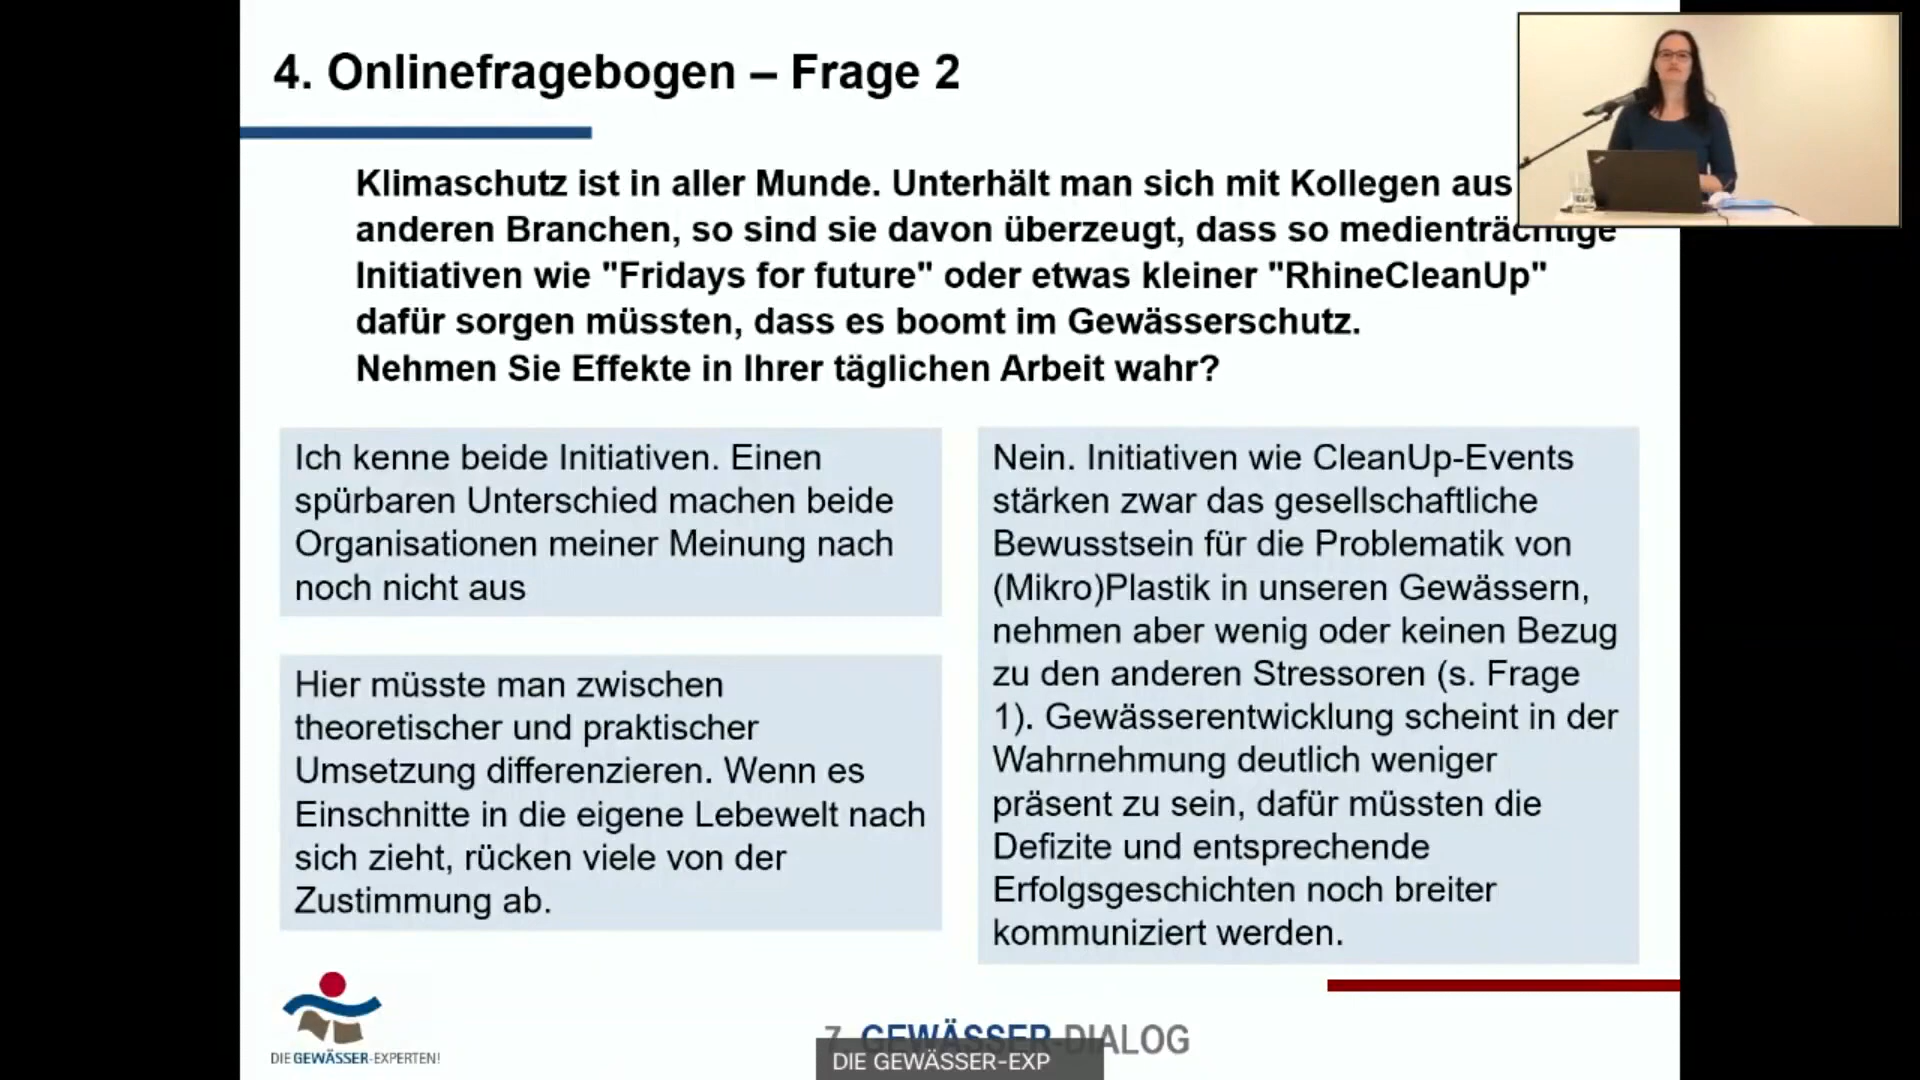 4. Onlinefragebogen – Frage 2
Klimaschutz ist in aller Munde. Unterhält man sich mit Kollegen aus
anderen Branchen, so sind sie davon überzeugt, dass so medienträchtige
Initiativen wie "Fridays for future" oder etwas kleiner "RhineCleanUp"
dafür sorgen müssten, dass es boomt im Gewässerschutz.
Nehmen Sie Effekte in Ihrer täglichen Arbeit wahr?
Ich kenne beide Initiativen. Einen
spürbaren Unterschied machen beide
Organisationen meiner Meinung nach
noch nicht aus
Hier müsste man zwischen
theoretischer und praktischer
Umsetzung differenzieren. Wenn es
Einschnitte in die eigene Lebewelt nach
sich zieht, rücken viele von der
Zustimmung ab.
Nein. Initiativen wie CleanUp-Events
stärken zwar das gesellschaftliche
Bewusstsein für die Problematik von
(Mikro)Plastik in unseren Gewässern,
nehmen aber wenig oder keinen Bezug
zu den anderen Stressoren (s. Frage
1). Gewässerentwicklung scheint in der
Wahrnehmung deutlich weniger
präsent zu sein, dafür müssten die
Defizite und entsprechende
Erfolgsgeschichten noch breiter
kommuniziert werden.
DIE GEWÄSSER-EXPERTEN!
7. GEWÄSSER-DIALOG
DIE GEWÄSSER-EXP